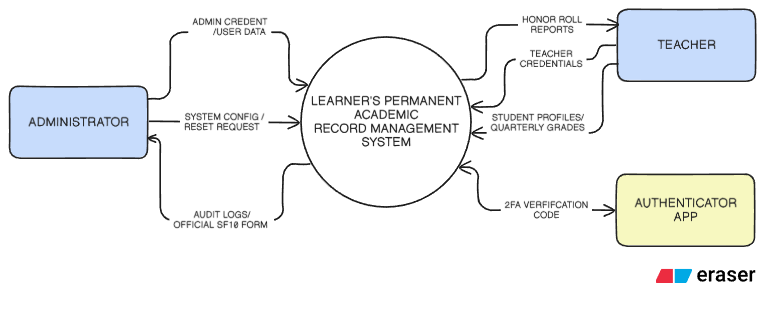 ADMIN CREDENT
/USER DATA
HONOR ROLL
REPORTS
TEACHER
TEACHER
CREDENTIALS
ADMINISTRATOR
SYSTEM CONFIG /
RESET REQUEST
LEARNER'S PERMANENT
ACADEMIC
RECORD MANAGEMENT
SYSTEM
STUDENT PROFILES/
QUARTERLY GRADES
AUDIT LOGS/
OFFICIAL SF10 FORM
2FA VERFIFCATION
CODE
AUTHENTICATOR
APP
eraser